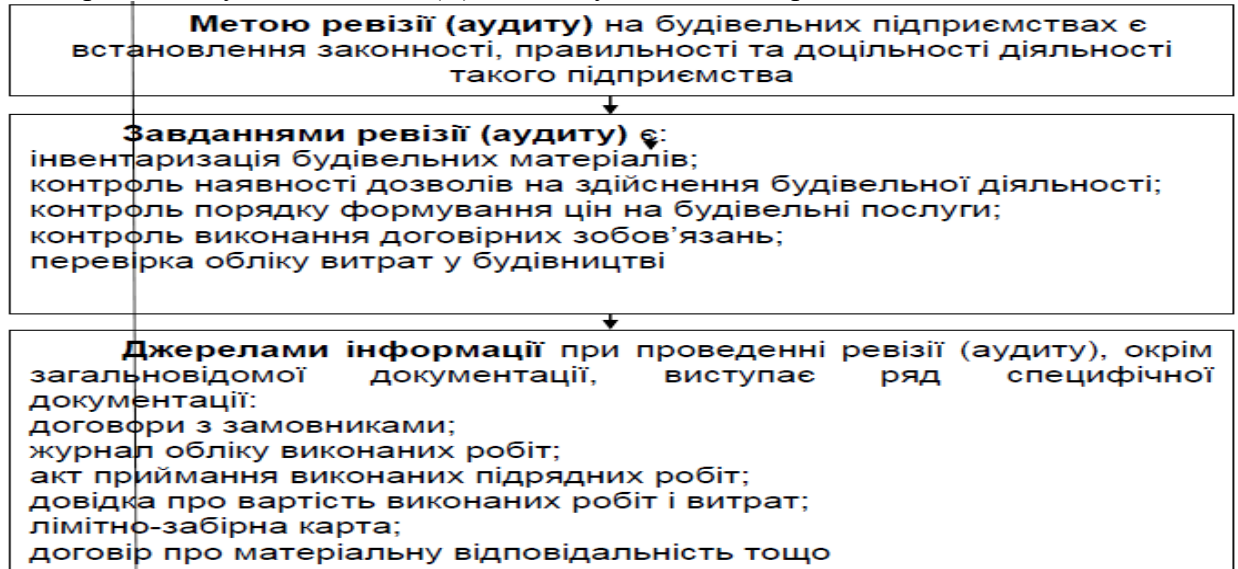 Метою ревізії (аудиту) на будівельних підприємствах є
встановлення законності, правильності та доцільності діяльності
такого підприємства
Завданнями ревізії (аудиту) є:
інвентаризація будівельних матеріалів;
контроль наявності дозволів на здійснення будівельної діяльності;
контроль порядку формування цін на будівельні послуги;
контроль виконання договірних зобов’язань;
перевірка обліку витрат у будівництві
Джерелами інформації при проведенні ревізії (аудиту), окрім
загальновідомої документації, виступає ряд специфічної
документації:
договори з замовниками;
журнал обліку виконаних робіт;
акт приймання виконаних підрядних робіт;
довідка про вартість виконаних робіт і витрат;
лімітно-забірна карта;
договір про матеріальну відповідальність тощо